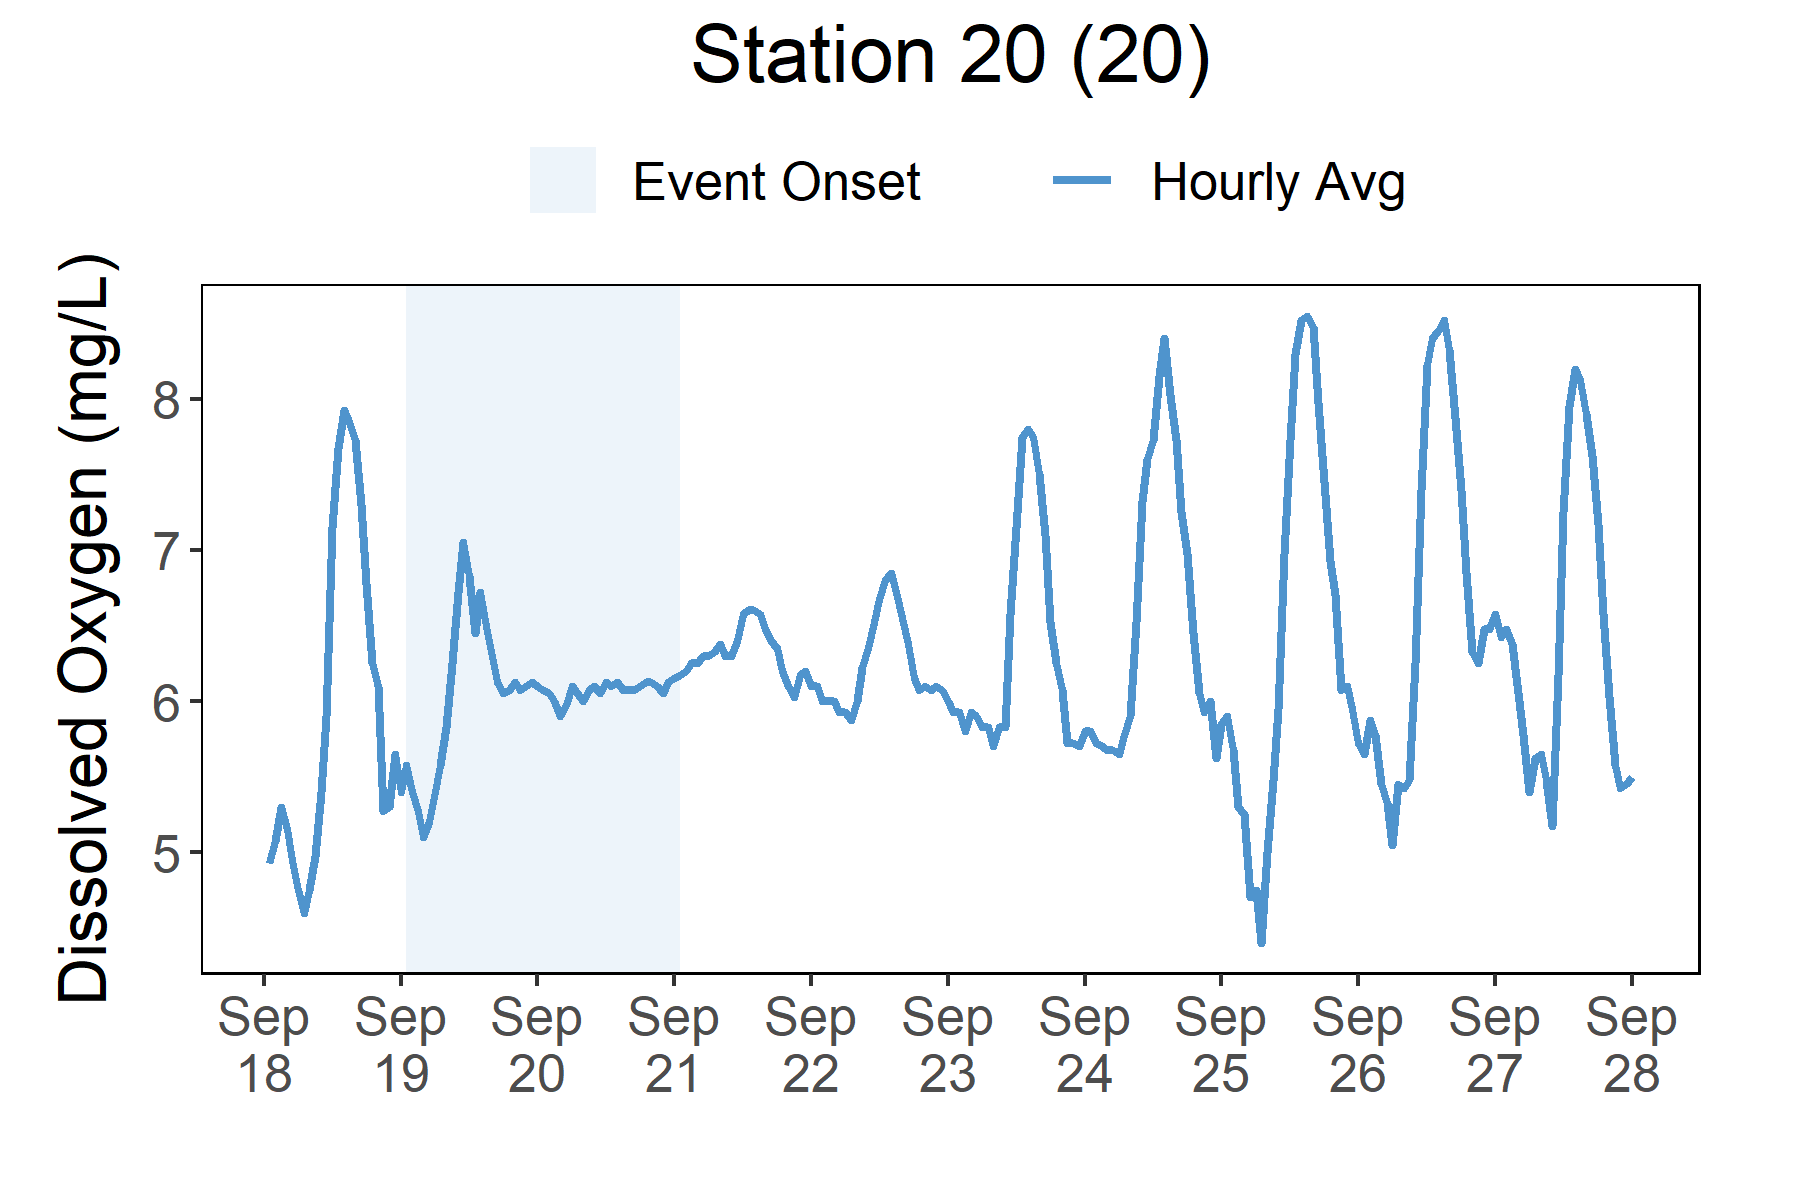 Station 20 (20)
Event Onset
Hourly Avg
Dissolved Oxygen (mg/L)
8
7
6
5
Sep 18
Sep 19
Sep 20
Sep 21
Sep 22
Sep 23
Sep 24
Sep 25
Sep 26
Sep 27
Sep 28